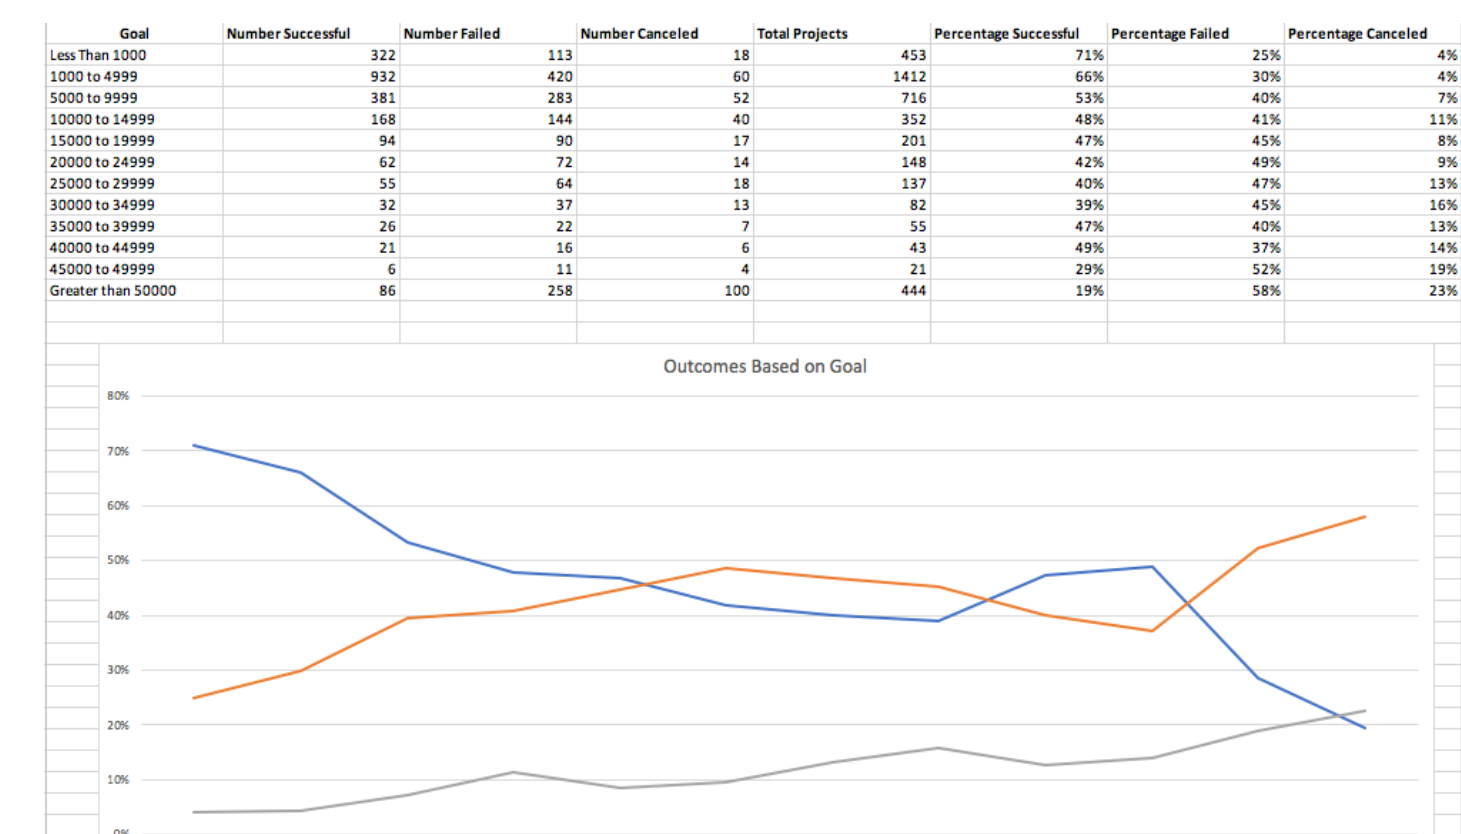 Goal Number Successful Number Failed Number Canceled Total Projects Percentage Successful Percentage Failed Percentage Canceled
Less Than 1000 322 113 18 453 71% 25% 4%
1000 to 4999 932 420 60 1412 66% 30% 4%
5000 to 9999 381 283 52 716 53% 40% 7%
10000 to 14999 168 144 40 352 48% 41% 11%
15000 to 19999 94 90 17 201 47% 45% 8%
20000 to 24999 62 72 14 148 42% 49% 9%
25000 to 29999 55 64 18 137 40% 47% 13%
30000 to 34999 32 37 13 82 39% 45% 16%
35000 to 39999 26 22 7 55 47% 40% 13%
40000 to 44999 21 16 6 43 49% 37% 14%
45000 to 49999 6 11 4 21 29% 52% 19%
Greater than 50000 86 258 100 444 19% 58% 23%
Outcomes Based on Goal
80%
70%
60%
50%
40%
30%
20%
10%
0%